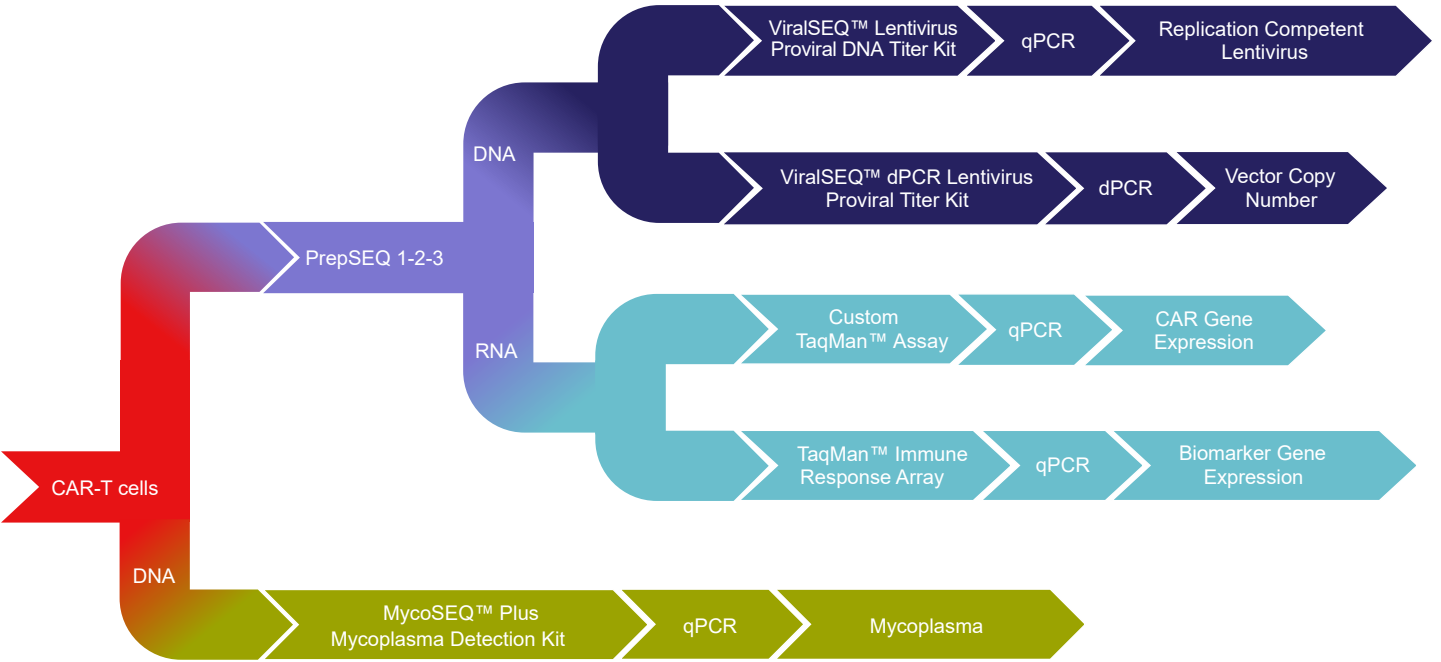 ViralSEQ™ Lentivirus
Proviral DNA Titer Kit
qPCR
Replication Competent
Lentivirus
DNA
ViralSEQ™ dPCR Lentivirus
Proviral Titer Kit
dPCR
Vector Copy
Number
PrepSEQ 1-2-3
RNA
Custom
TaqMan™ Assay
qPCR
CAR Gene
Expression
TaqMan™ Immune
Response Array
qPCR
Biomarker Gene
Expression
CAR-T cells
DNA
MycoSEQ™ Plus
Mycoplasma Detection Kit
qPCR
Mycoplasma